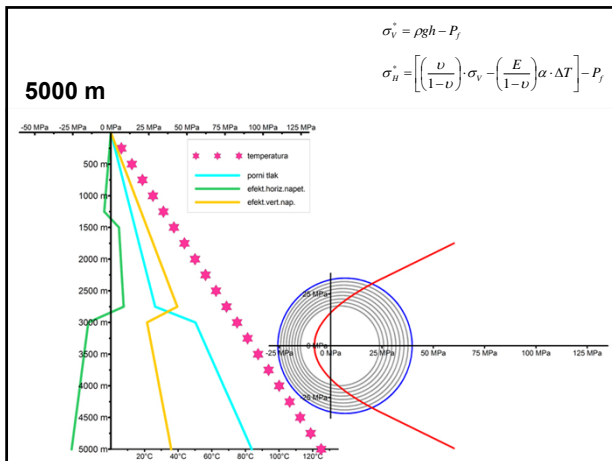 σ*V = ρgh − Pf
σ*H = [(υ/(1−υ))·σV − (E/(1−υ))α·ΔT] − Pf
5000 m
-50 MPa -25 MPa 0 MPa 25 MPa 50 MPa 75 MPa 100 MPa 125 MPa
temperatura
porni tlak
efekt.horiz.napet.
efekt.vert.nap.
500 m
1000 m
1500 m
2000 m
2500 m
3000 m
3500 m
4000 m
4500 m
5000 m
20°C 40°C 60°C 80°C 100°C 120°C
25 MPa
0 MPa
-25 MPa 0 MPa 25 MPa 50 MPa 75 MPa 100 MPa 125 MPa
-25 MPa